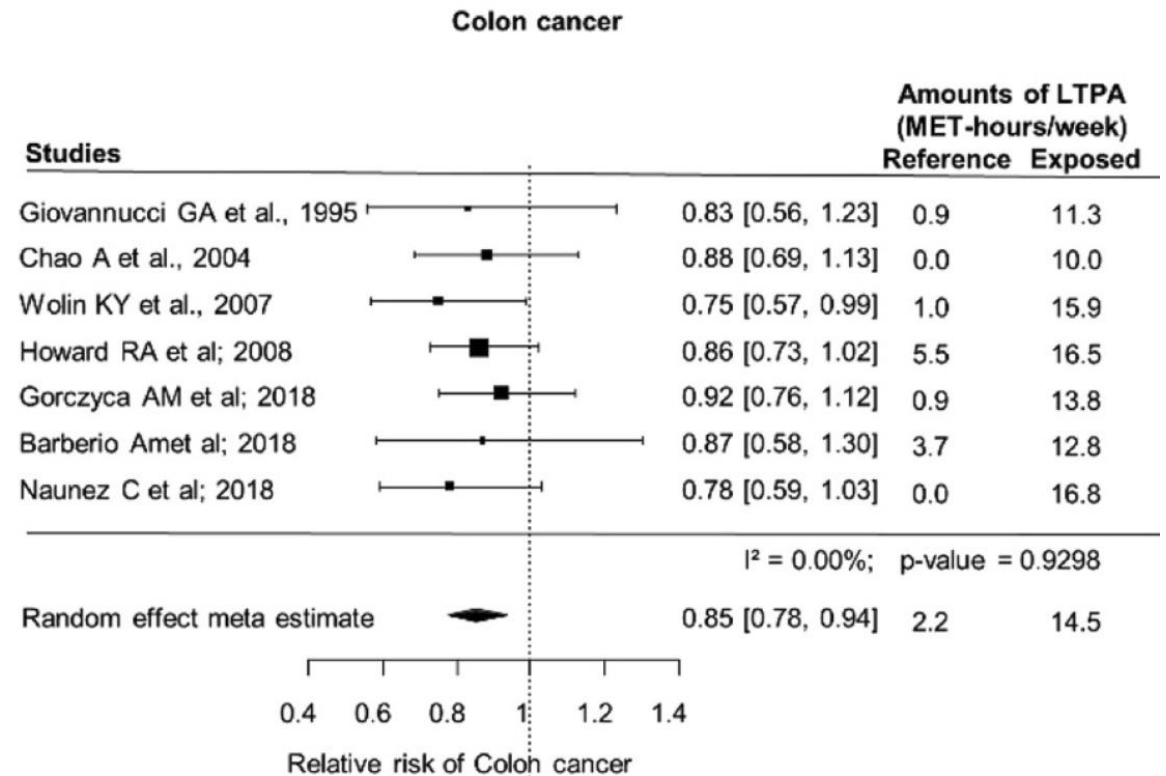 Colon cancer
Amounts of LTPA
(MET-hours/week)
Studies Reference Exposed
Giovannucci GA et al., 1995 0.83 [0.56, 1.23] 0.9 11.3
Chao A et al., 2004 0.88 [0.69, 1.13] 0.0 10.0
Wolin KY et al., 2007 0.75 [0.57, 0.99] 1.0 15.9
Howard RA et al; 2008 0.86 [0.73, 1.02] 5.5 16.5
Gorczyca AM et al; 2018 0.92 [0.76, 1.12] 0.9 13.8
Barberio Amet al; 2018 0.87 [0.58, 1.30] 3.7 12.8
Naunez C et al; 2018 0.78 [0.59, 1.03] 0.0 16.8
I² = 0.00%; p-value = 0.9298
Random effect meta estimate 0.85 [0.78, 0.94] 2.2 14.5
0.4 0.6 0.8 1 1.2 1.4
Relative risk of Colon cancer